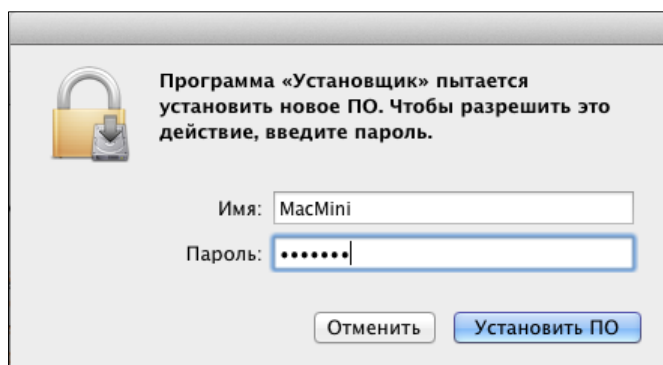 Программа «Установщик» пытается
установить новое ПО. Чтобы разрешить это
действие, введите пароль.
Имя: MacMini
Пароль: •••••••
Отменить Установить ПО